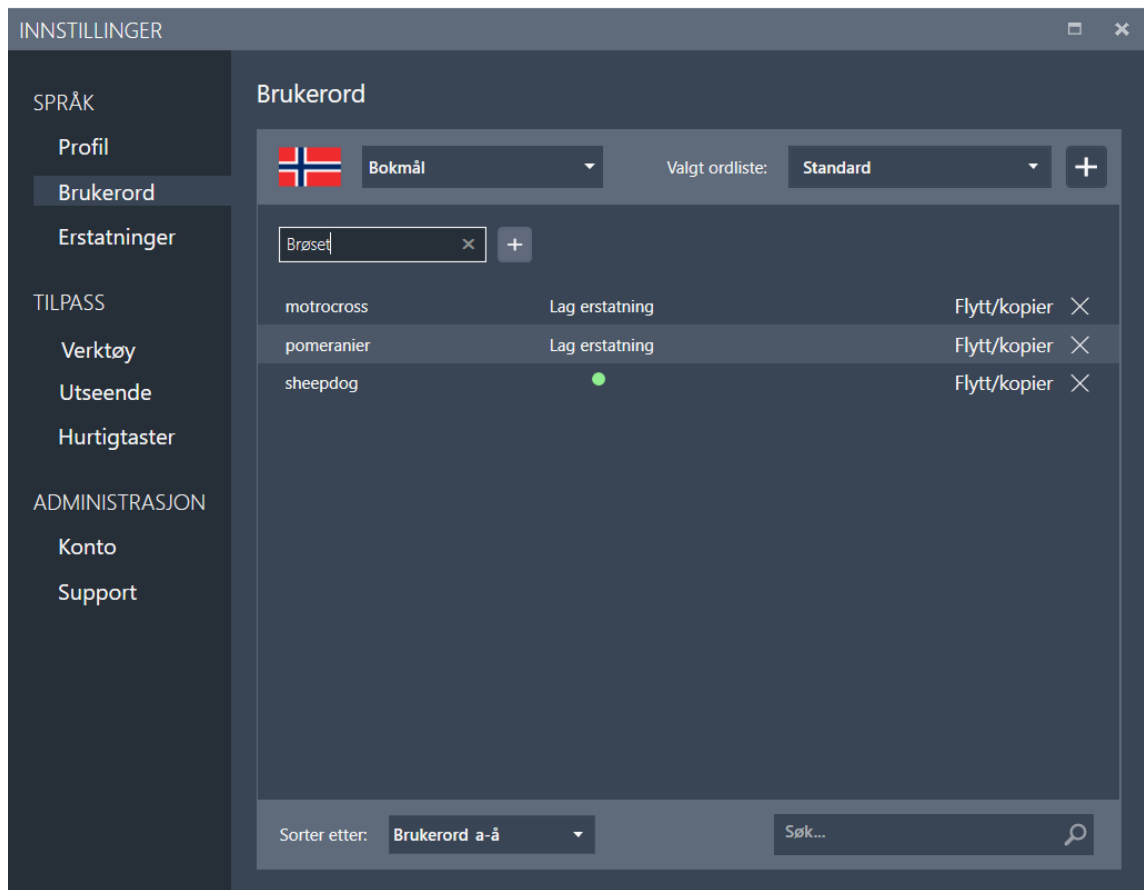 INNSTILLINGER
SPRÅK
Profil
Brukerord
Erstatninger
TILPASS
Verktøy
Utseende
Hurtigtaster
ADMINISTRASJON
Konto
Support
Brukerord
Bokmål Valgt ordliste: Standard
Brøset
motrocross Lag erstatning Flytt/kopier
pomeranier Lag erstatning Flytt/kopier
sheepdog Flytt/kopier
Sorter etter: Brukerord a-å Søk...